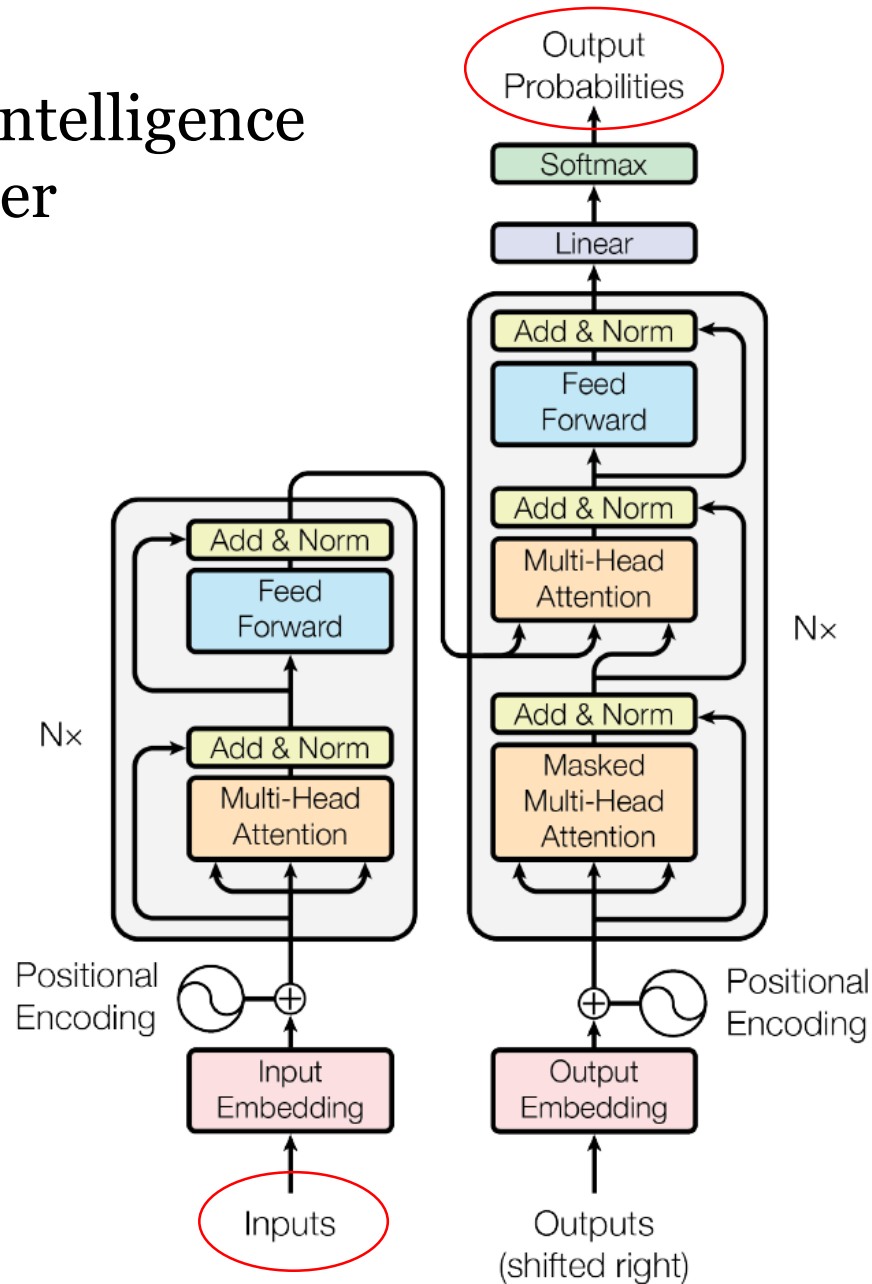 ntelligence
er
Output
Probabilities
Softmax
Linear
Add & Norm
Feed
Forward
Add & Norm
Multi-Head
Attention
Add & Norm
Masked
Multi-Head
Attention
N×
Add & Norm
Feed
Forward
Add & Norm
Multi-Head
Attention
N×
Positional
Encoding
Positional
Encoding
Input
Embedding
Output
Embedding
Inputs
Outputs
(shifted right)